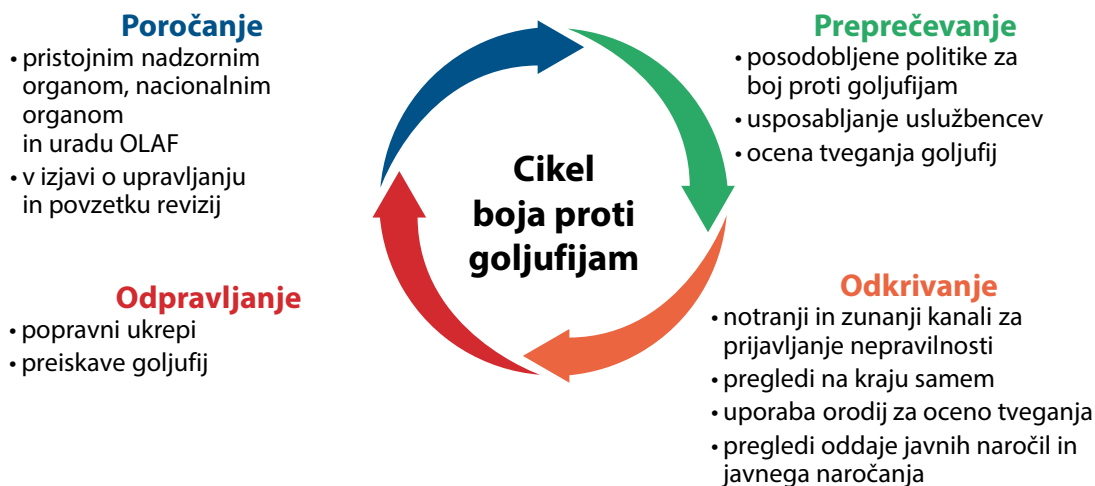 Poročanje
• pristojnim nadzornim
organom, nacionalnim
organom
in uradu OLAF
• v izjavi o upravljanju
in povzetku revizij
Preprečevanje
• posodobljene politike za
boj proti goljufijam
• usposabljanje uslužbencev
• ocena tveganja goljufij
Cikel
boja proti
goljufijam
Odpravljanje
• popravni ukrepi
• preiskave goljufij
Odkrivanje
• notranji in zunanji kanali za
prijavljanje nepravilnosti
• pregledi na kraju samem
• uporaba orodij za oceno tveganja
• pregledi oddaje javnih naročil in
javnega naročanja